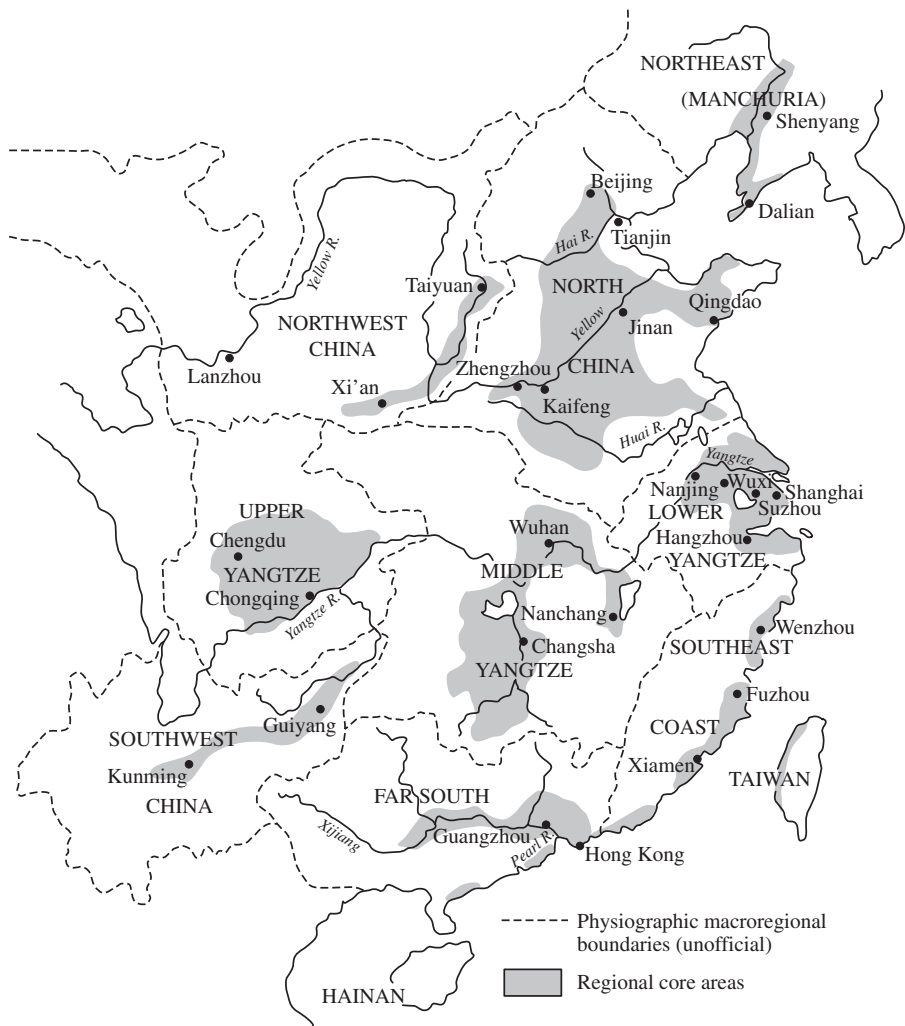 NORTHEAST
(MANCHURIA)
Shenyang
Beijing
Dalian
Hai R.
Tianjin
Yellow R.
Taiyuan
NORTH
Qingdao
Yellow
Jinan
NORTHWEST
CHINA
Lanzhou
Zhengzhou
CHINA
Xi'an
Kaifeng
Huai R.
Yangtze
Nanjing
Wuxi
Shanghai
Suzhou
LOWER
Hangzhou
YANGTZE
UPPER
Chengdu
YANGTZE
Chongqing
Yangtze R.
Wuhan
MIDDLE
Nanchang
Changsha
YANGTZE
Wenzhou
SOUTHEAST
Fuzhou
COAST
Xiamen
TAIWAN
Guiyang
SOUTHWEST
Kunming
CHINA
FAR SOUTH
Xijiang
Guangzhou
Pearl R.
Hong Kong
HAINAN
Physiographic macroregional
boundaries (unofficial)
Regional core areas